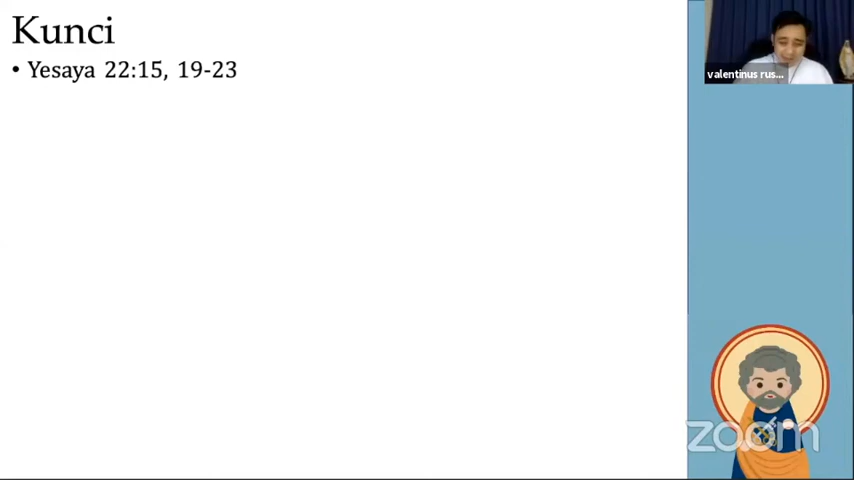 Kunci
• Yesaya 22:15, 19-23
valentinus rus...
zoom